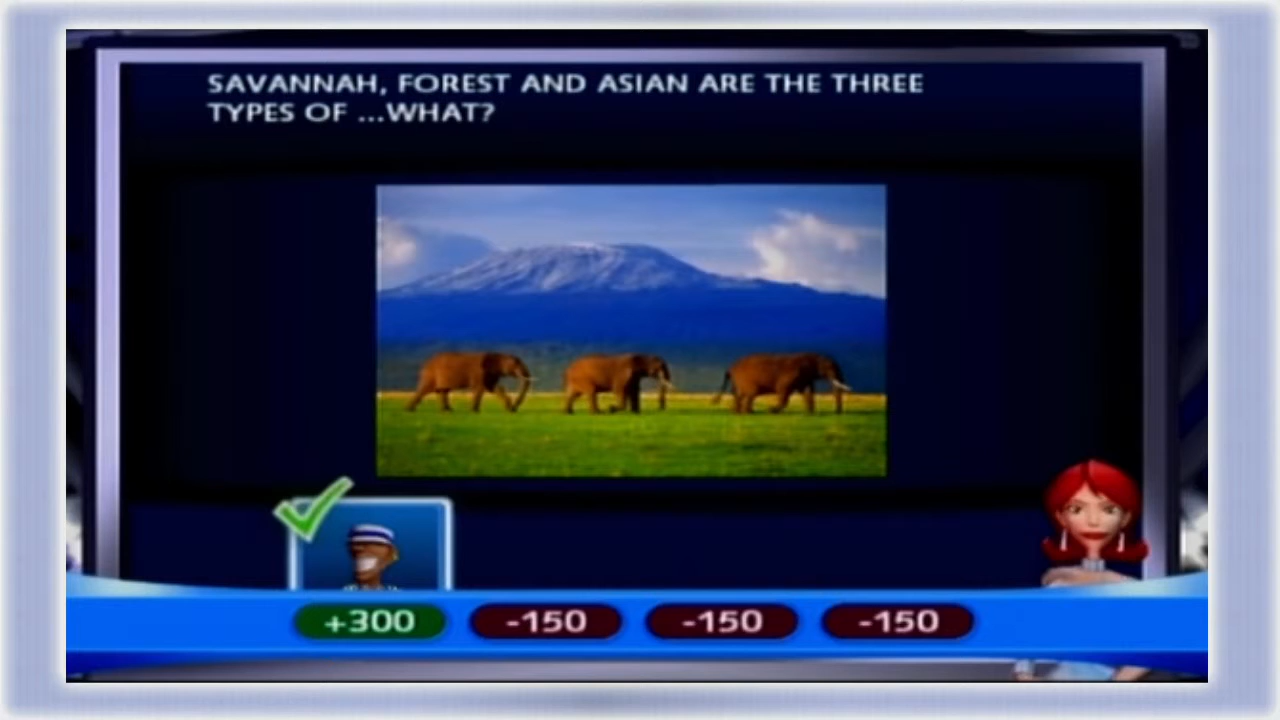 SAVANNAH, FOREST AND ASIAN ARE THE THREE
TYPES OF ...WHAT?
+300 -150 -150 -150